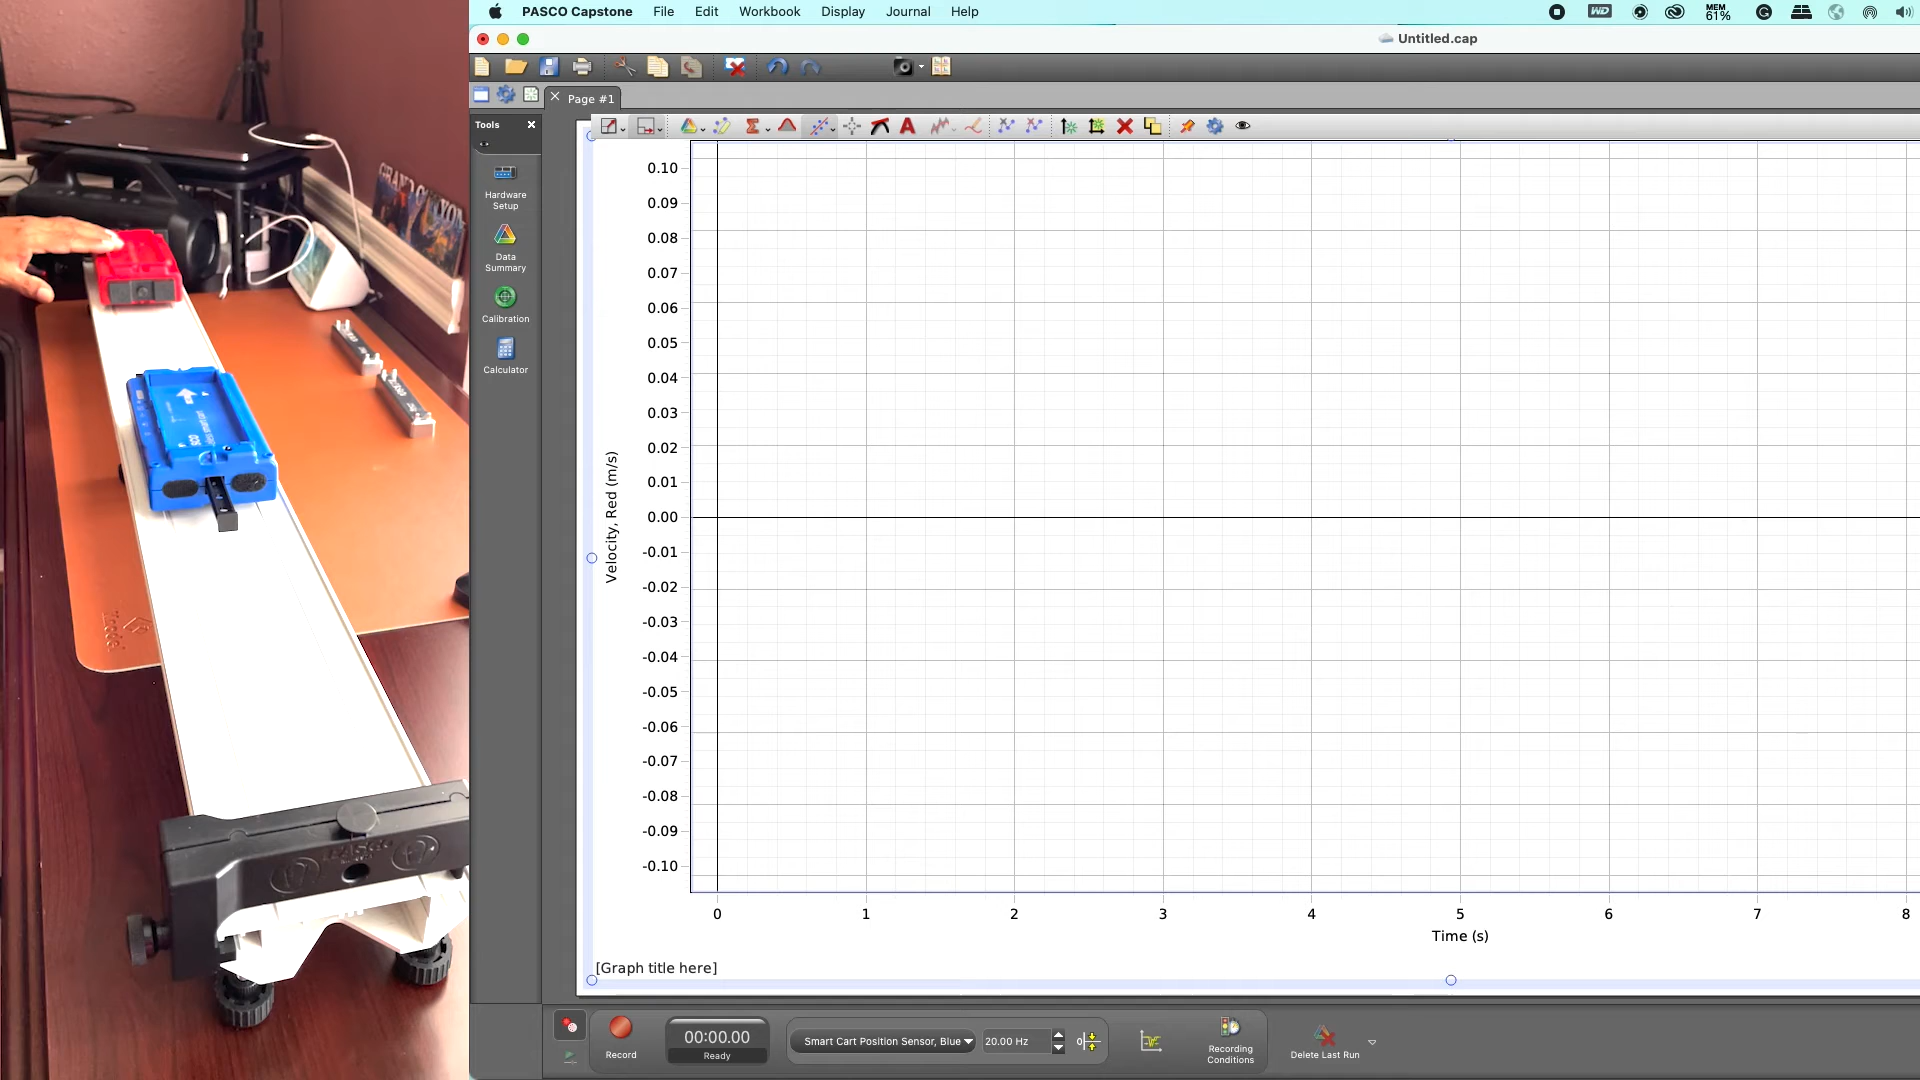 PASCO Capstone File Edit Workbook Display Journal Help
WD
MEM
61%
Untitled.cap
Page #1
Tools
Hardware
Setup
Data
Summary
Calibration
Calculator
0.10
0.09
0.08
0.07
0.06
0.05
0.04
0.03
0.02
0.01
0.00
-0.01
-0.02
-0.03
-0.04
-0.05
-0.06
-0.07
-0.08
-0.09
-0.10
Velocity, Red (m/s)
0 1 2 3 4 5 6 7 8
Time (s)
[Graph title here]
Record
00:00.00
Ready
Smart Cart Position Sensor, Blue
20.00 Hz
Recording
Conditions
Delete Last Run
GRAND CANYON